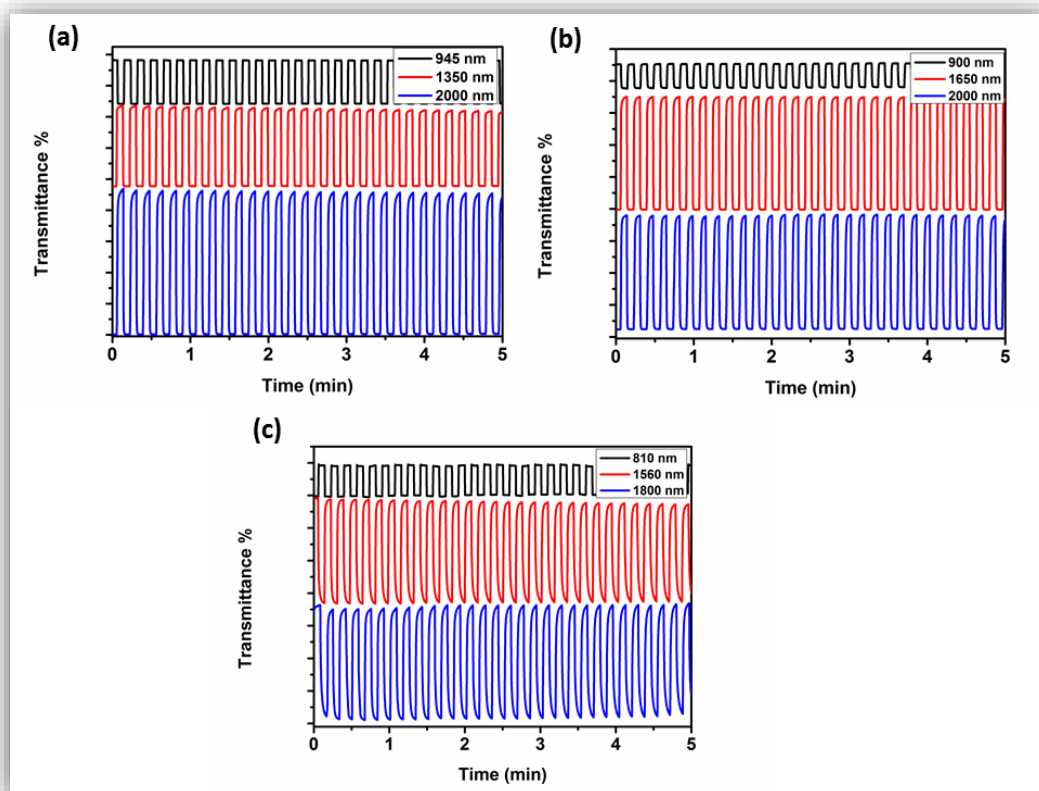 (a)
945 nm
1350 nm
2000 nm
Transmittance %
0 1 2 3 4 5
Time (min)
(b)
900 nm
1650 nm
2000 nm
Transmittance %
0 1 2 3 4 5
Time (min)
(c)
810 nm
1560 nm
1800 nm
Transmittance %
0 1 2 3 4 5
Time (min)